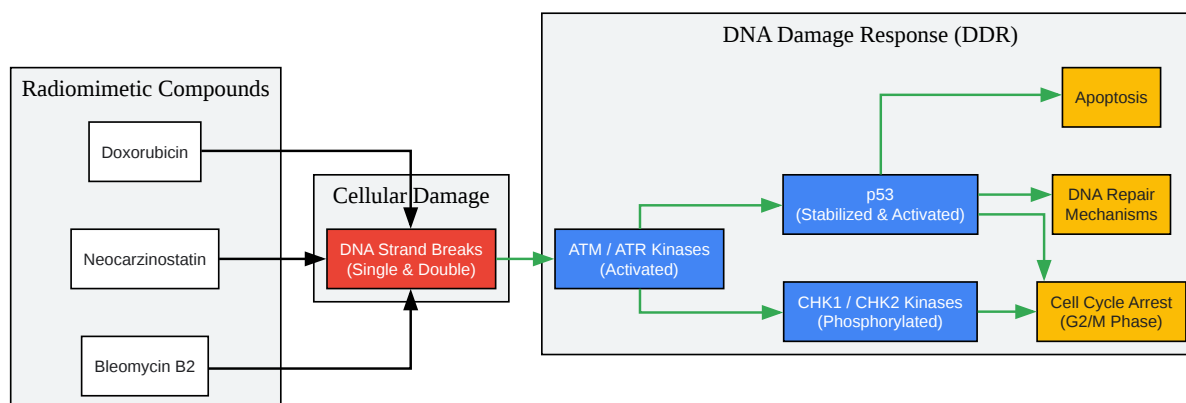 DNA Damage Response (DDR)
Radiomimetic Compounds
Apoptosis
Doxorubicin
Cellular Damage
p53
(Stabilized & Activated)
DNA Repair
Mechanisms
Neocarzinostatin
DNA Strand Breaks
(Single & Double)
ATM / ATR Kinases
(Activated)
CHK1 / CHK2 Kinases
(Phosphorylated)
Cell Cycle Arrest
(G2/M Phase)
Bleomycin B2